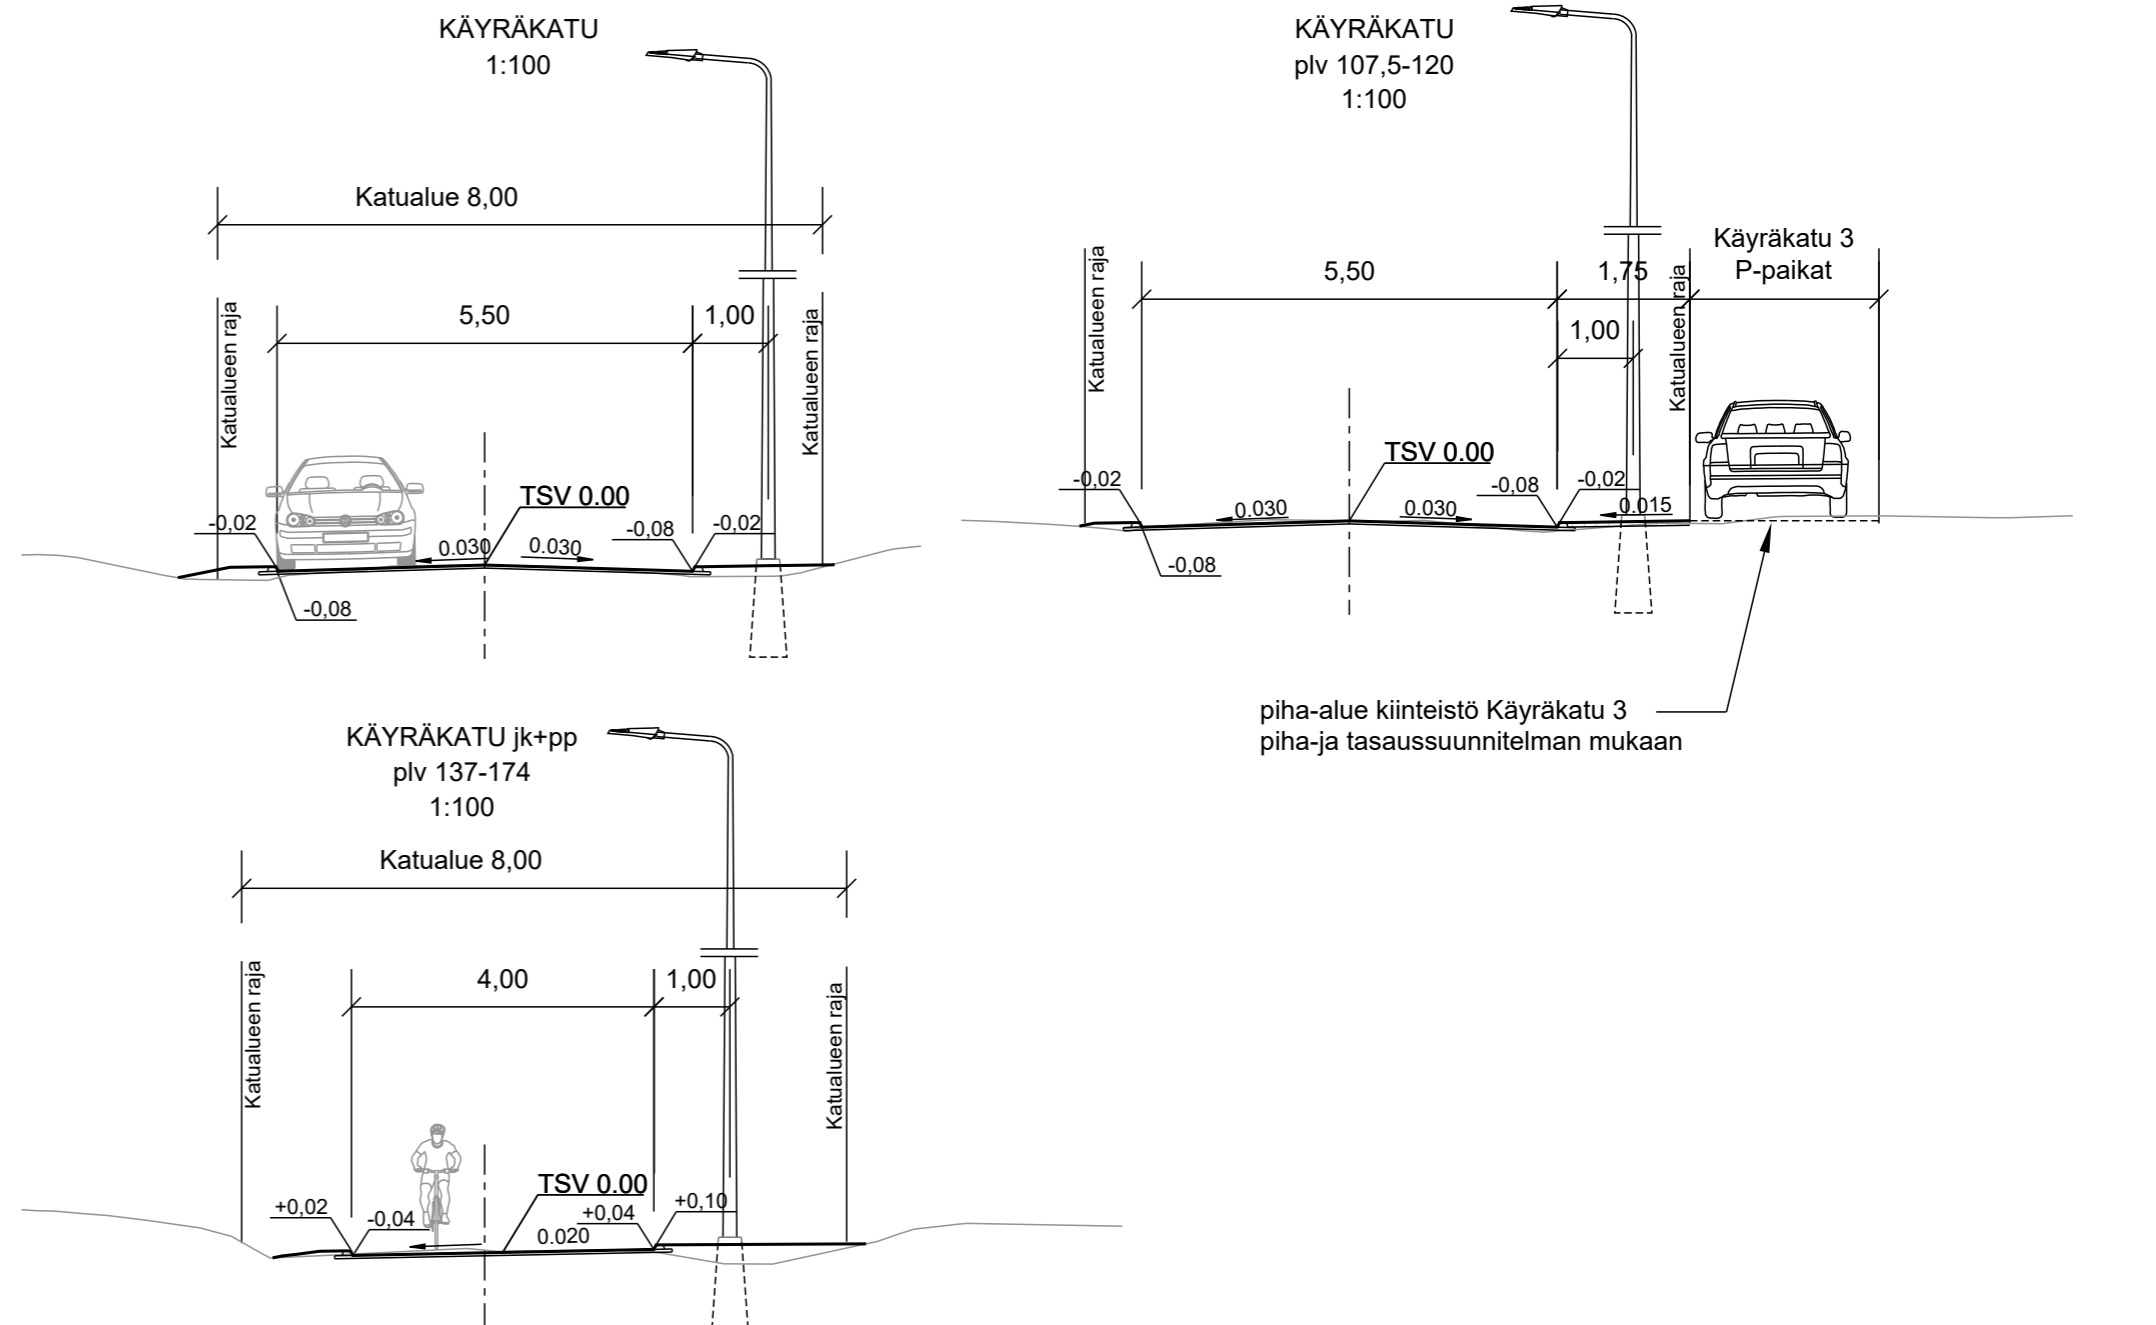 KÄYRÄKATU
1:100
Katualue 8,00
5,50
1,00
Katualueen raja
Katualueen raja
TSV 0.00
-0,02
0.030
0.030
-0,08
-0,02
-0,08
KÄYRÄKATU
plv 107,5-120
1:100
Käyräkatu 3
P-paikat
5,50
1,75
1,00
Katualueen raja
Katualueen raja
TSV 0.00
-0,02
0.030
0.030
-0,08
-0,02
0.015
-0,08
piha-alue kiinteistö Käyräkatu 3
piha-ja tasaussuunnitelman mukaan
KÄYRÄKATU jk+pp
plv 137-174
1:100
Katualue 8,00
4,00
1,00
Katualueen raja
Katualueen raja
TSV 0.00
+0,02
-0,04
+0,04
+0,10
0.020